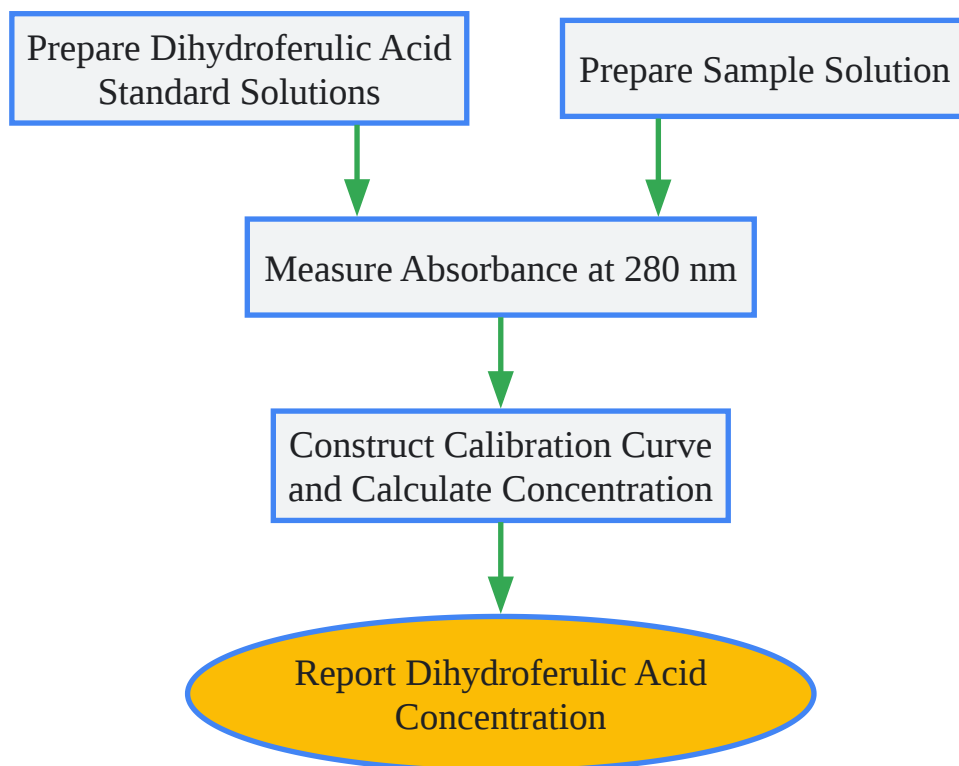 Prepare Dihydroferulic Acid
Standard Solutions
Prepare Sample Solution
Measure Absorbance at 280 nm
Construct Calibration Curve
and Calculate Concentration
Report Dihydroferulic Acid
Concentration